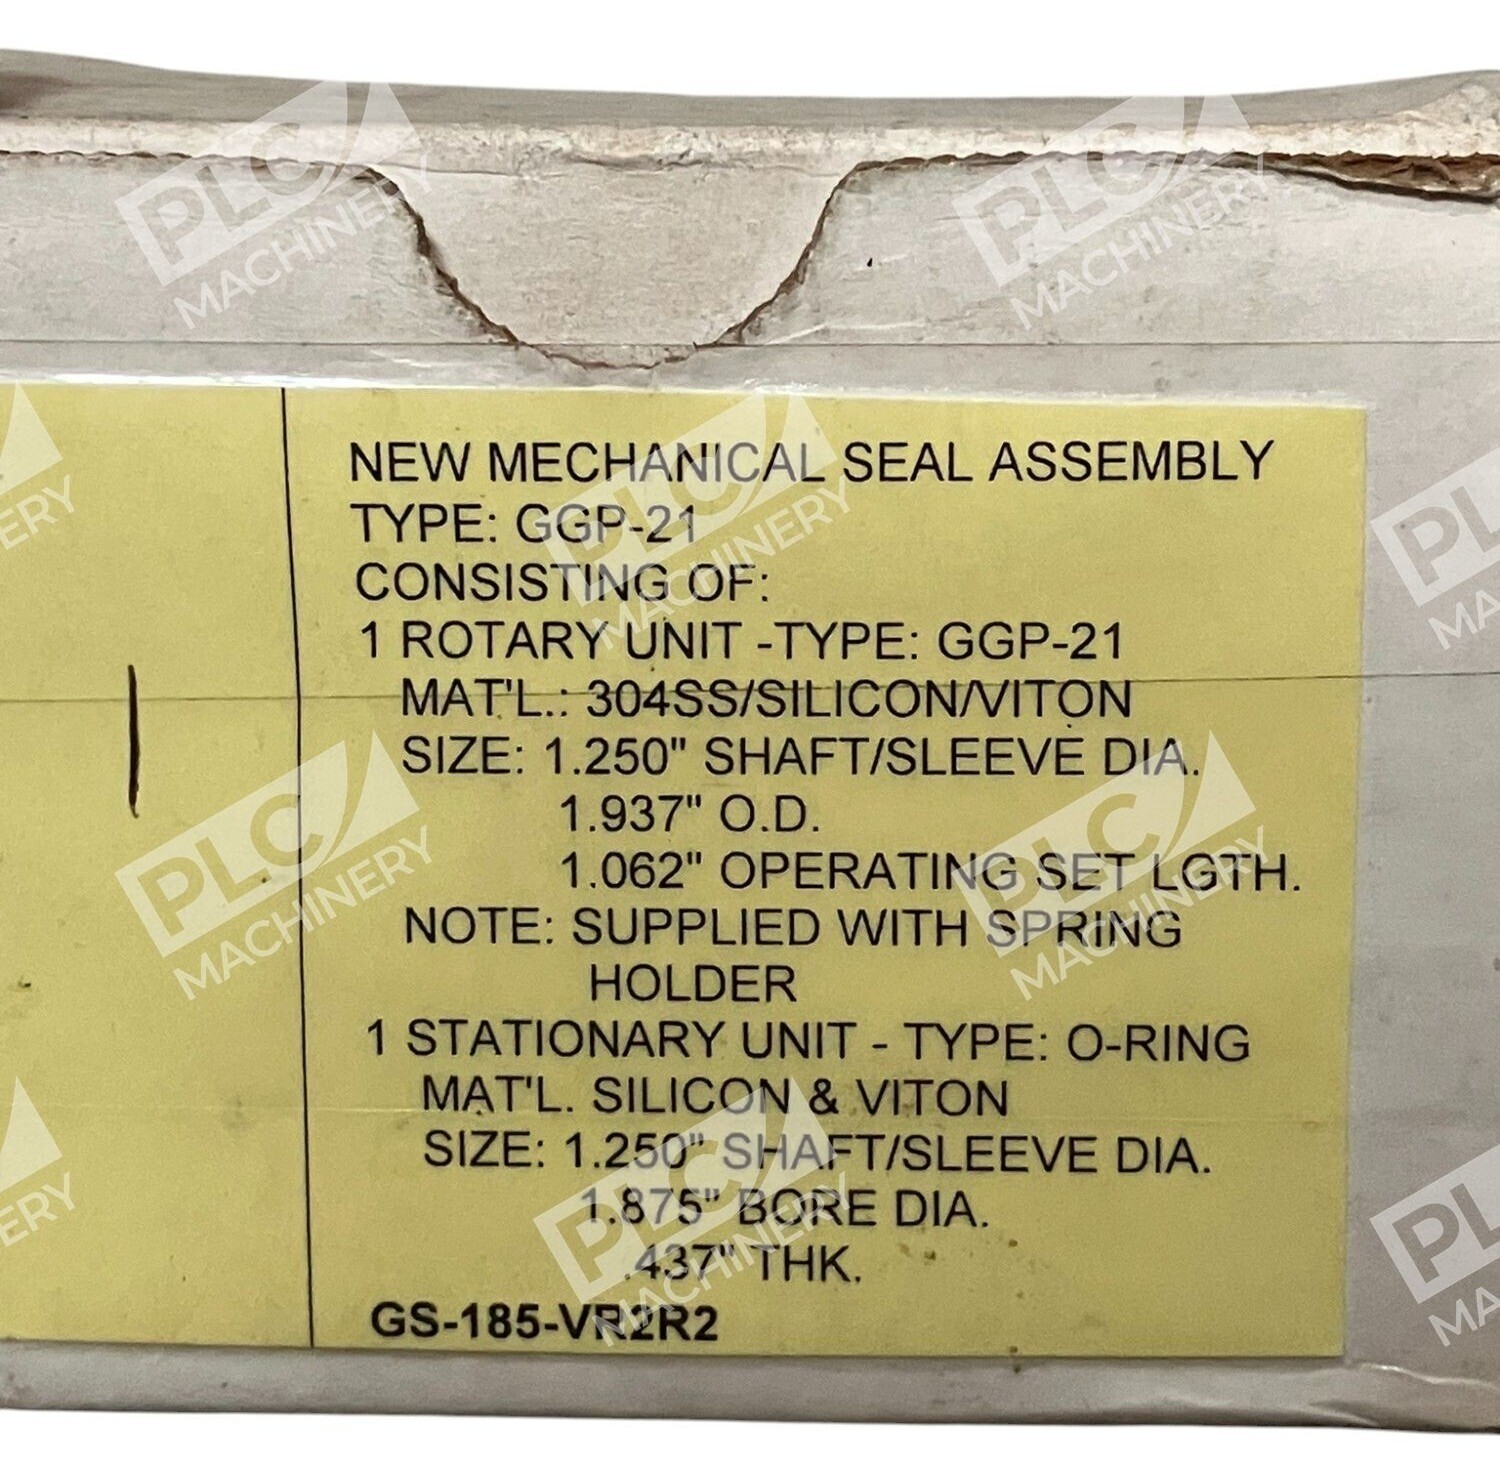 NEW MECHANICAL SEAL ASSEMBLY
TYPE: GGP-21
CONSISTING OF:
1 ROTARY UNIT -TYPE: GGP-21
MAT'L.: 304SS/SILICON/VITON
SIZE: 1.250" SHAFT/SLEEVE DIA.
1.937" O.D.
1.062" OPERATING SET LGTH.
NOTE: SUPPLIED WITH SPRING
HOLDER
1 STATIONARY UNIT - TYPE: O-RING
MAT'L. SILICON & VITON
SIZE: 1.250" SHAFT/SLEEVE DIA.
1.875" BORE DIA.
.437" THK.
GS-185-VR2R2
PLC
MACHINERY